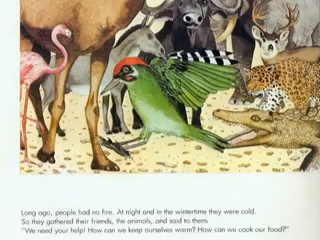 Long ago, people had no fire. At night and in the wintertime they were cold.
So they gathered their friends, the animals, and said to them:
"We need your help! How can we keep ourselves warm? How can we cook our food?"